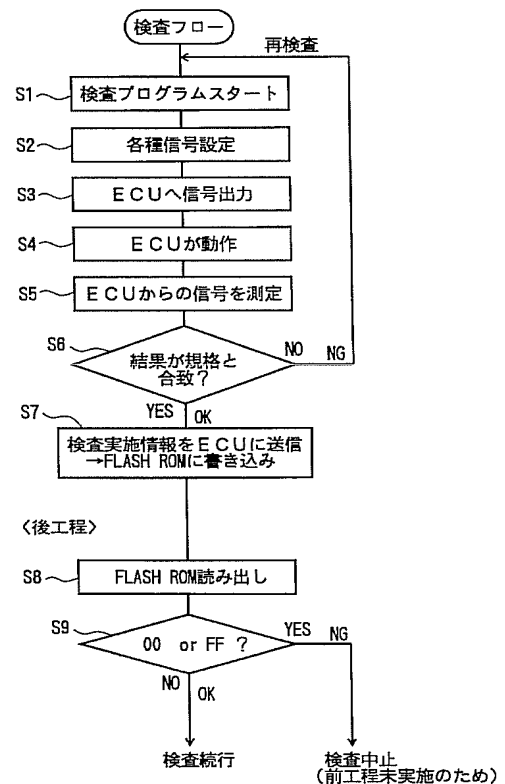 検査フロー
再検査
S1 検査プログラムスタート
S2 各種信号設定
S3 ECUへ信号出力
S4 ECUが動作
S5 ECUからの信号を測定
S6 結果が規格と
合致?
NO NG
YES OK
S7 検査実施情報をECUに送信
→FLASH ROMに書き込み
〈後工程〉
S8 FLASH ROM読み出し
S9 00 or FF ?
YES NG
NO OK
検査続行
検査中止
(前工程未実施のため)